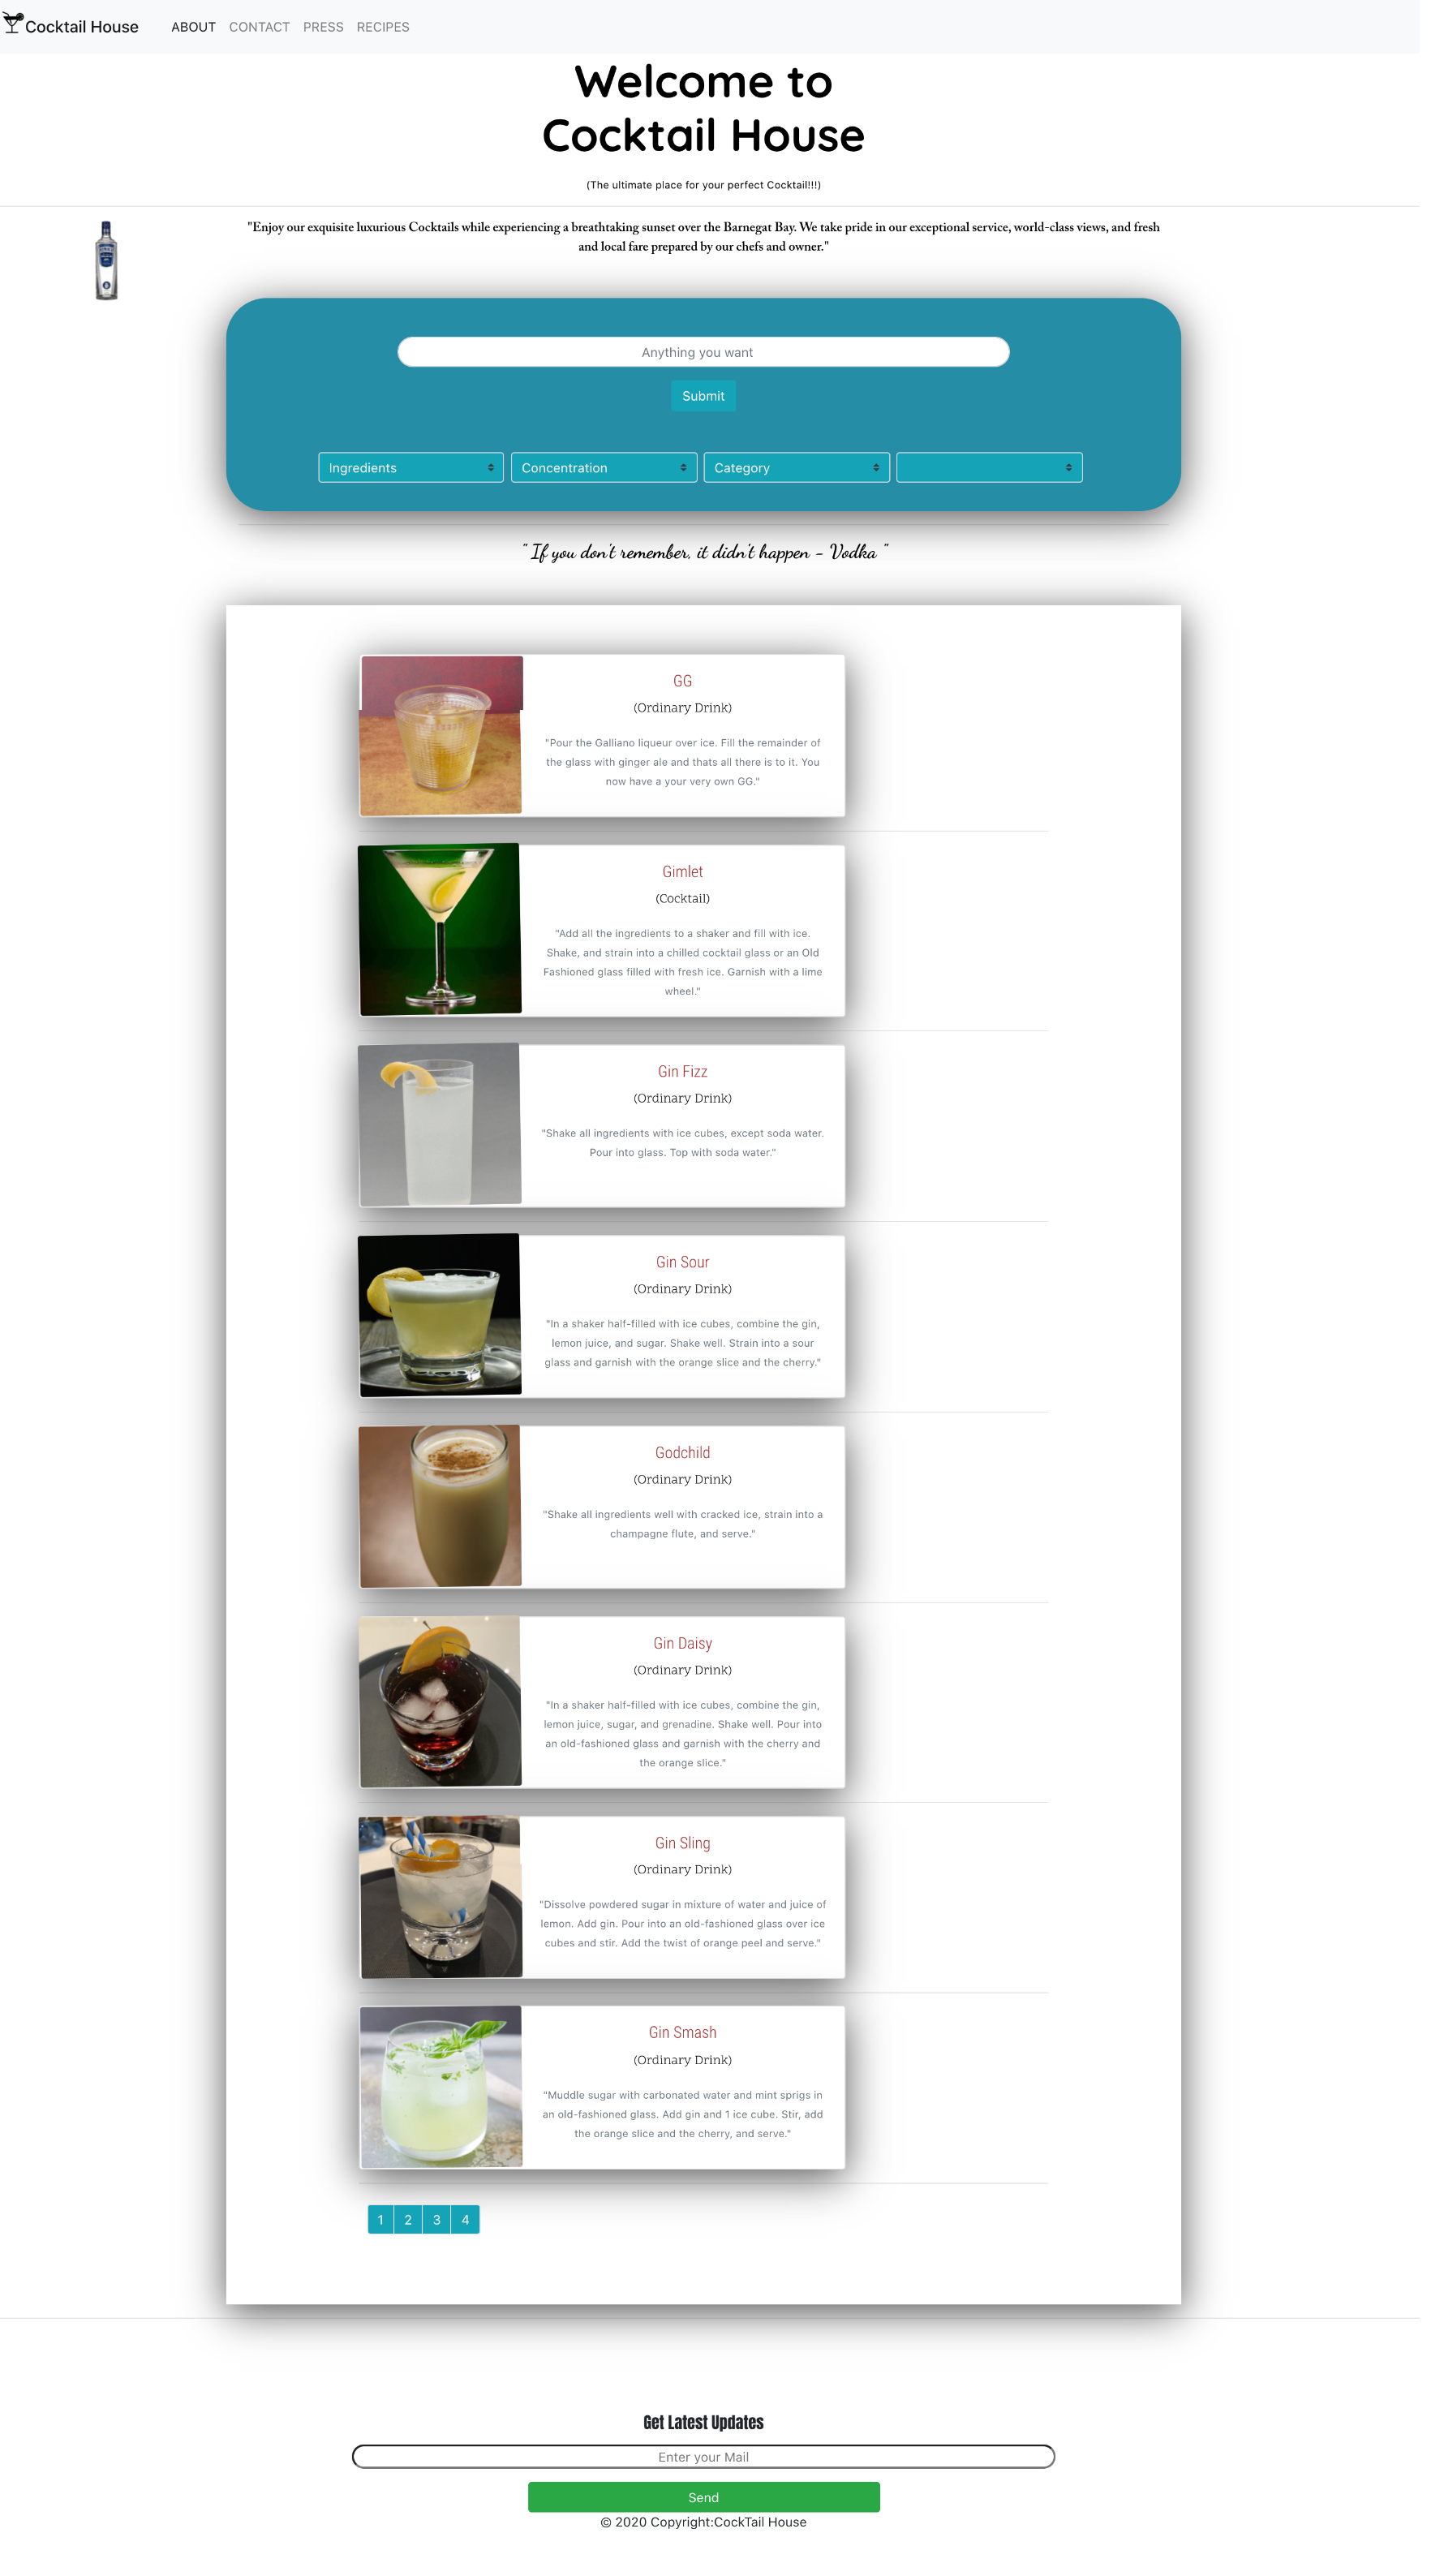 Cocktail House ABOUT CONTACT PRESS RECIPES
Welcome to
Cocktail House
(The ultimate place for your perfect Cocktail!!!)
"Enjoy our exquisite luxurious Cocktails while experiencing a breathtaking sunset over the Barnegat Bay. We take pride in our exceptional service, world-class views, and fresh
and local fare prepared by our chefs and owner."
Anything you want
Submit
Ingredients Concentration Category
" If you don't remember, it didn't happen - Vodka "
GG
(Ordinary Drink)
"Pour the Galliano liqueur over ice. Fill the remainder of
the glass with ginger ale and thats all there is to it. You
now have a your very own GG."
Gimlet
(Cocktail)
"Add all the ingredients to a shaker and fill with ice.
Shake, and strain into a chilled cocktail glass or an Old
Fashioned glass filled with fresh ice. Garnish with a lime
wheel."
Gin Fizz
(Ordinary Drink)
"Shake all ingredients with ice cubes, except soda water.
Pour into glass. Top with soda water."
Gin Sour
(Ordinary Drink)
"In a shaker half-filled with ice cubes, combine the gin,
lemon juice, and sugar. Shake well. Strain into a sour
glass and garnish with the orange slice and the cherry."
Godchild
(Ordinary Drink)
"Shake all ingredients well with cracked ice, strain into a
champagne flute, and serve."
Gin Daisy
(Ordinary Drink)
"In a shaker half-filled with ice cubes, combine the gin,
lemon juice, sugar, and grenadine. Shake well. Pour into
an old-fashioned glass and garnish with the cherry and
the orange slice."
Gin Sling
(Ordinary Drink)
"Dissolve powdered sugar in mixture of water and juice of
lemon. Add gin. Pour into an old-fashioned glass over ice
cubes and stir. Add the twist of orange peel and serve."
Gin Smash
(Ordinary Drink)
"Muddle sugar with carbonated water and mint sprigs in
an old-fashioned glass. Add gin and 1 ice cube. Stir, add
the orange slice and the cherry, and serve."
1 2 3 4
Get Latest Updates
Enter your Mail
Send
© 2020 Copyright:CockTail House